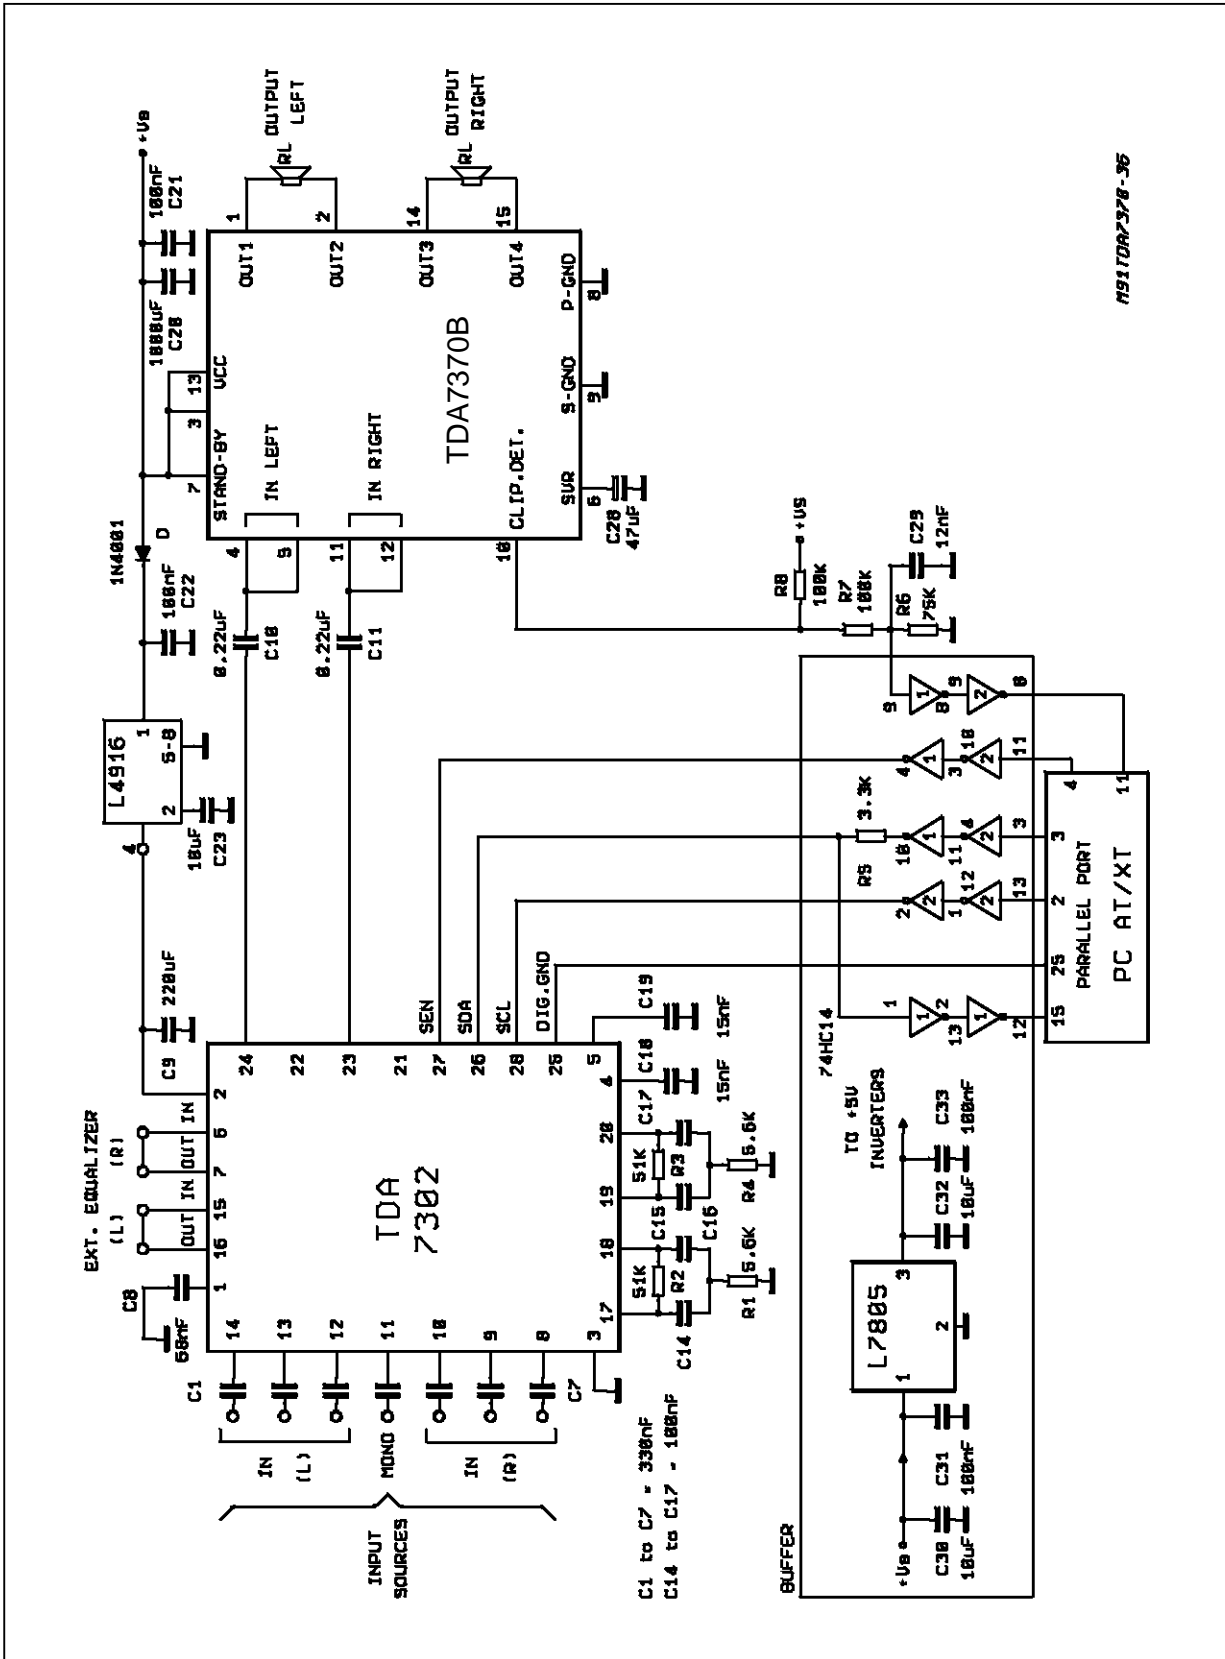 EXT. EQUALIZER
(L) (R)
OUT IN OUT IN
C8
68nF
16 15 7 6 2
1
C9
220uF
4
L4916
2 5-8 1
10uF
C23
100nF
C22
1N4001
D
+Vs
1000uF
C20
100nF
C21
INPUT
SOURCES
IN
(L)
MONO
IN
(R)
C1
C7
14
13
12
11
10
9
8
3
TDA
7302
24
22
23
21
27
26
28
25
17 18 19 20 4 5
SEN
SDA
SCL
DIG.GND
0.22uF
C10
0.22uF
C11
7 3 13
STAND-BY VCC
4
5
IN LEFT
11
12
IN RIGHT
10
CLIP.DET.
TDA7370B
SVR S-GND P-GND
6 9 8
C28
47uF
OUT1
1
OUT2
2
OUT3
14
OUT4
15
RL
OUTPUT
LEFT
RL
OUTPUT
RIGHT
C14
51K
R2
C15
R1
5.6K
C16
51K
R3
C17
R4
5.6K
C18
15nF
C19
15nF
C1 to C7 = 330nF
C14 to C17 = 100nF
R8
100K
+VS
R7
100K
R6
75K
C29
12nF
BUFFER
+Vs
C30
10uF
C31
100nF
L7805
1 2 3
C32
10uF
C33
100nF
TO +5V
INVERTERS
74HC14
1 1 2
13 1 12
2 2 1
12 2 13
R5
3.3K
10 1 11
4 2 3
4 1 3
10 2 11
9 1 8
9 2 8
15 25 2 3 4 11
PARALLEL PORT
PC AT/XT
M91TDA7370-36